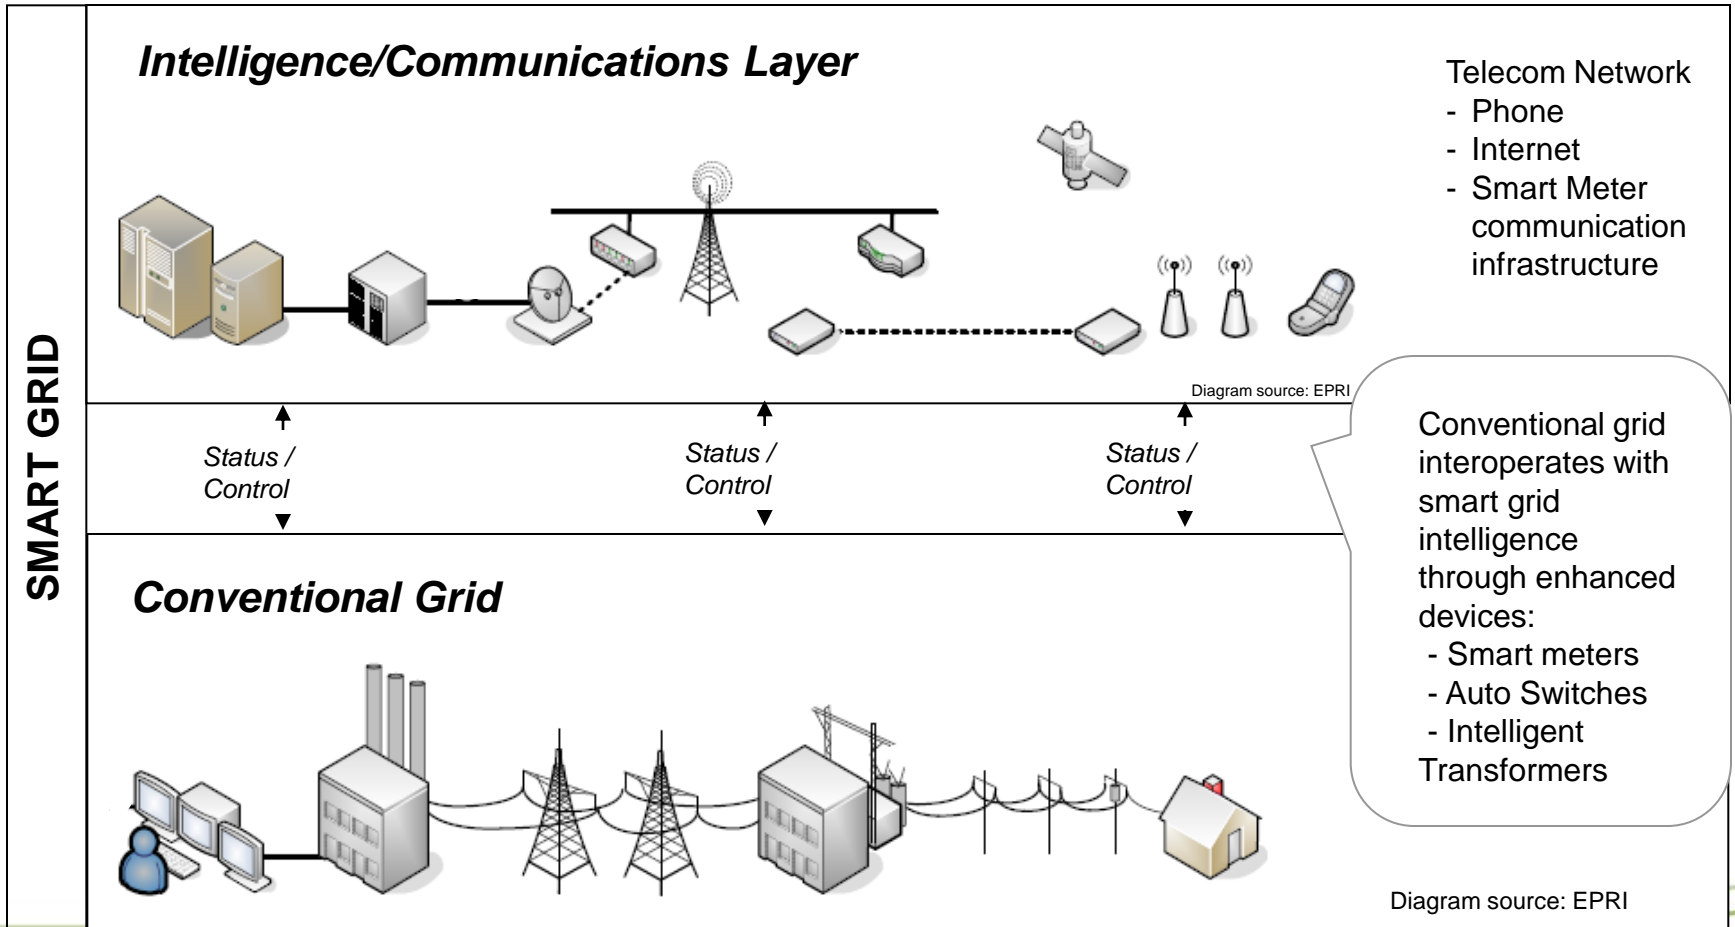 SMART GRID
Intelligence/Communications Layer
Telecom Network
- Phone
- Internet
- Smart Meter
communication
infrastructure
Diagram source: EPRI
Status /
Control
Status /
Control
Status /
Control
Conventional grid
interoperates with
smart grid
intelligence
through enhanced
devices:
- Smart meters
- Auto Switches
- Intelligent
Transformers
Conventional Grid
Diagram source: EPRI